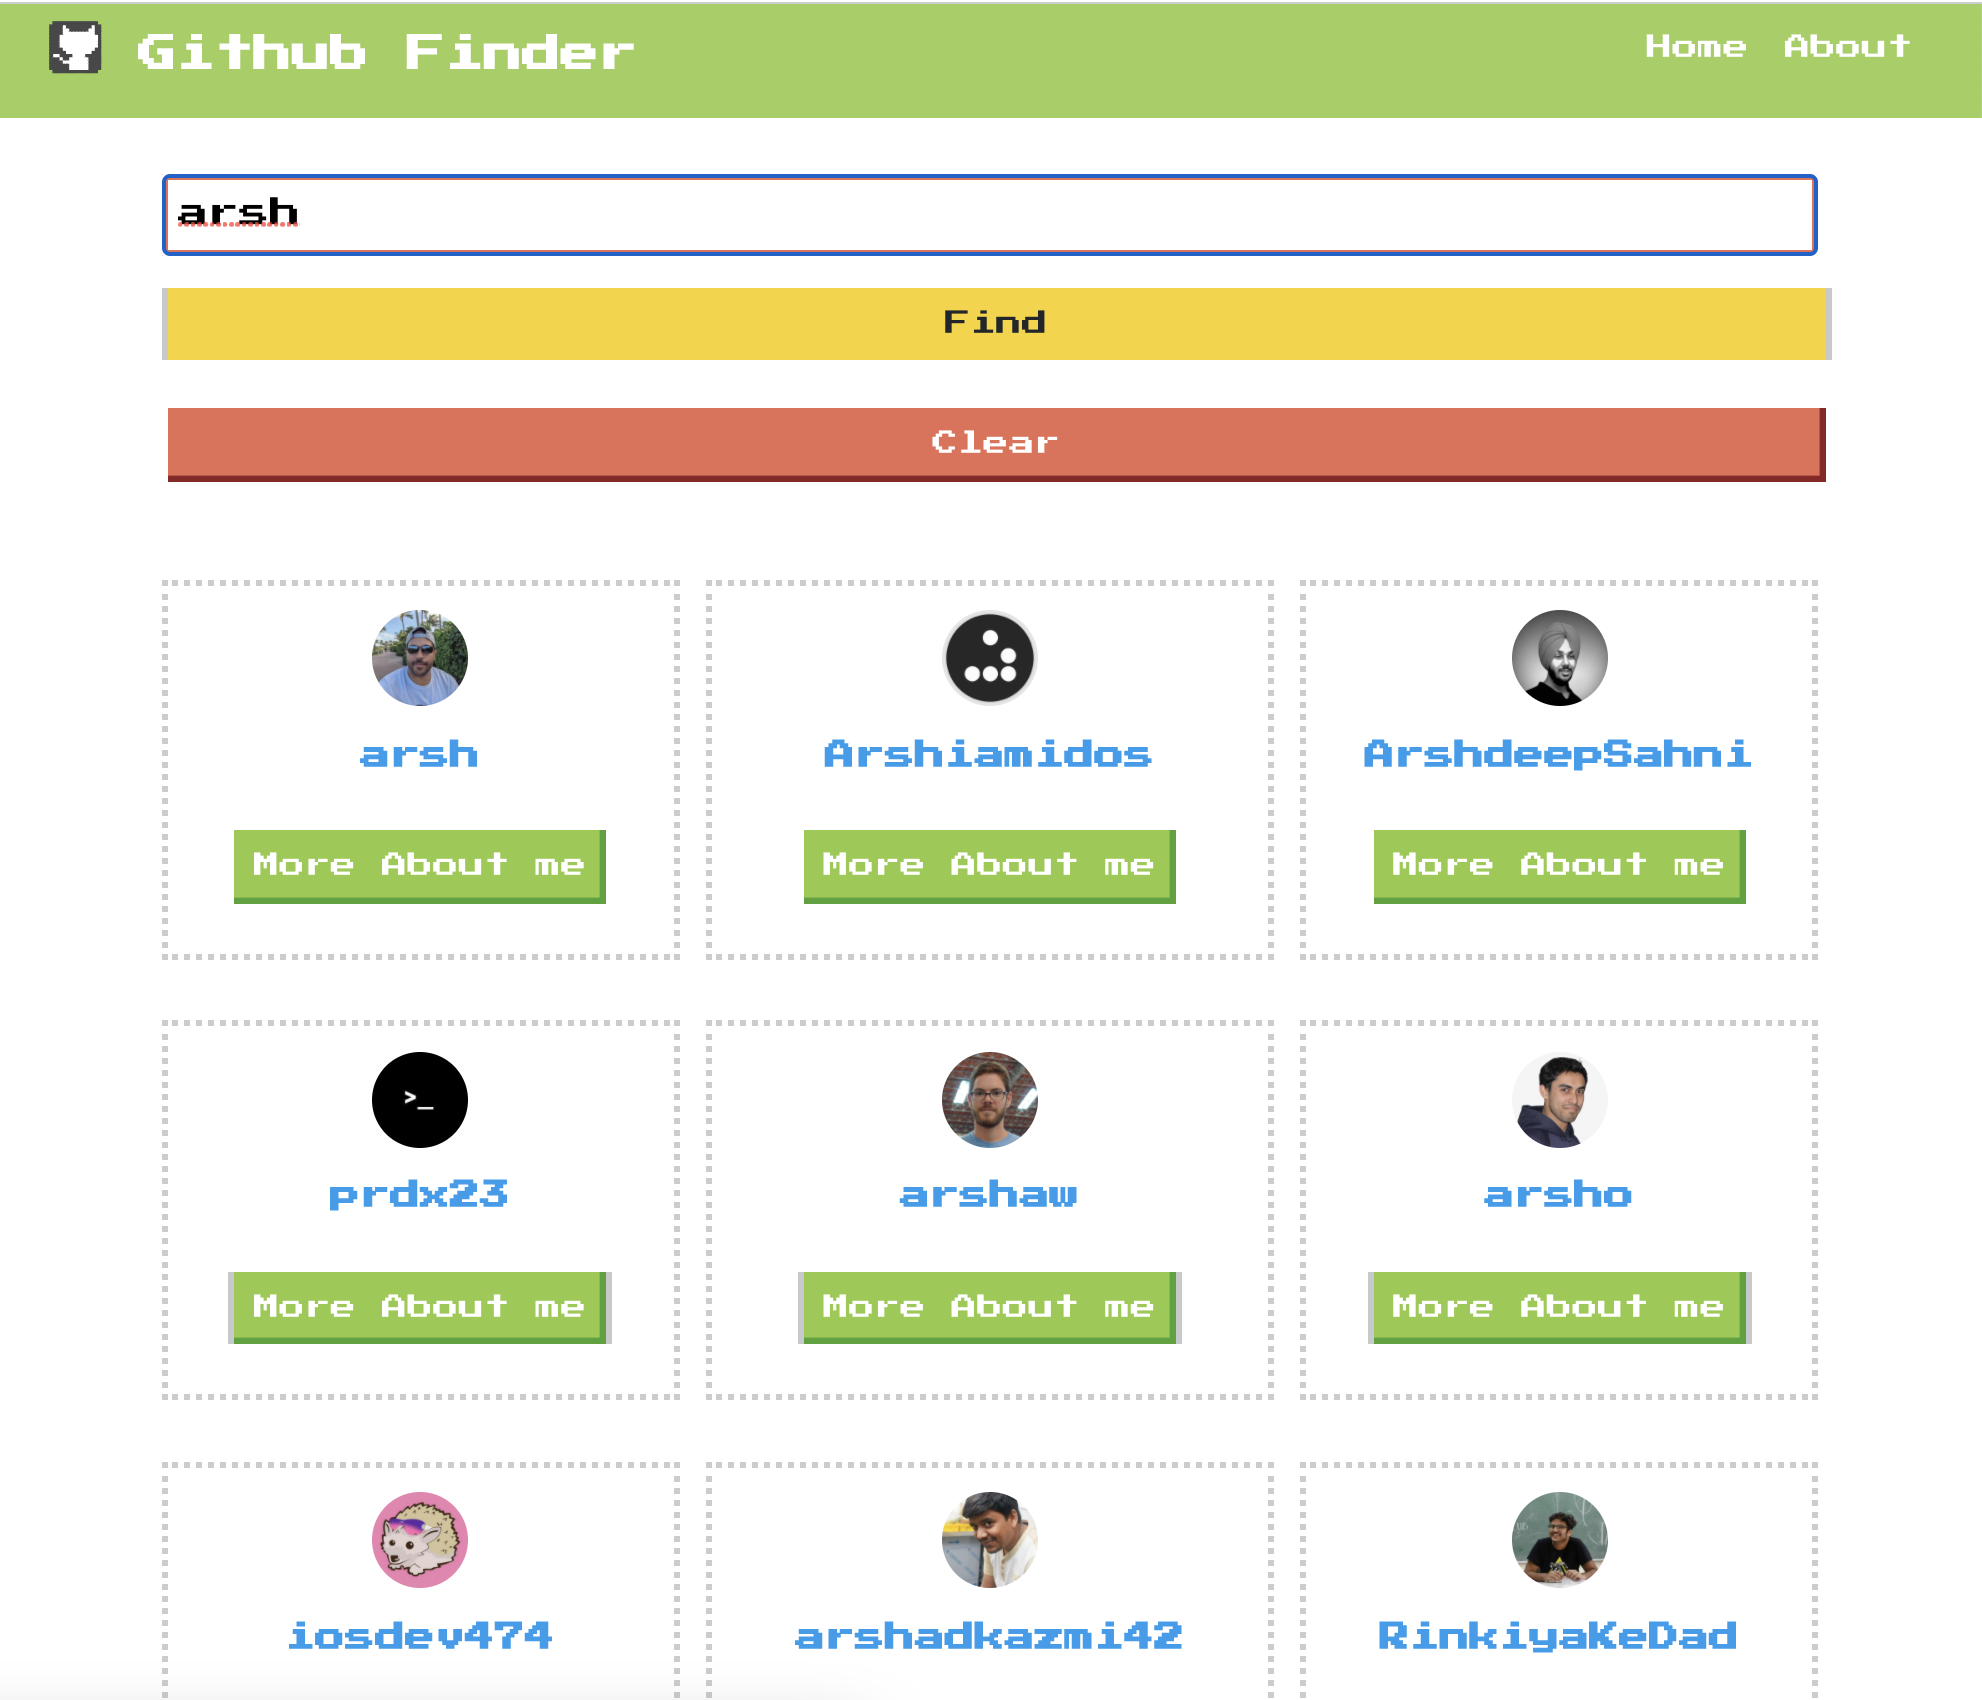 Github Finder
Home About
arsh
Find
Clear
arsh
Arshiamidos
ArshdeepSahni
More About me
More About me
More About me
>_
prdx23
arshaw
arsho
More About me
More About me
More About me
iosdev474
arshadkazmi42
RinkiyaKeDad